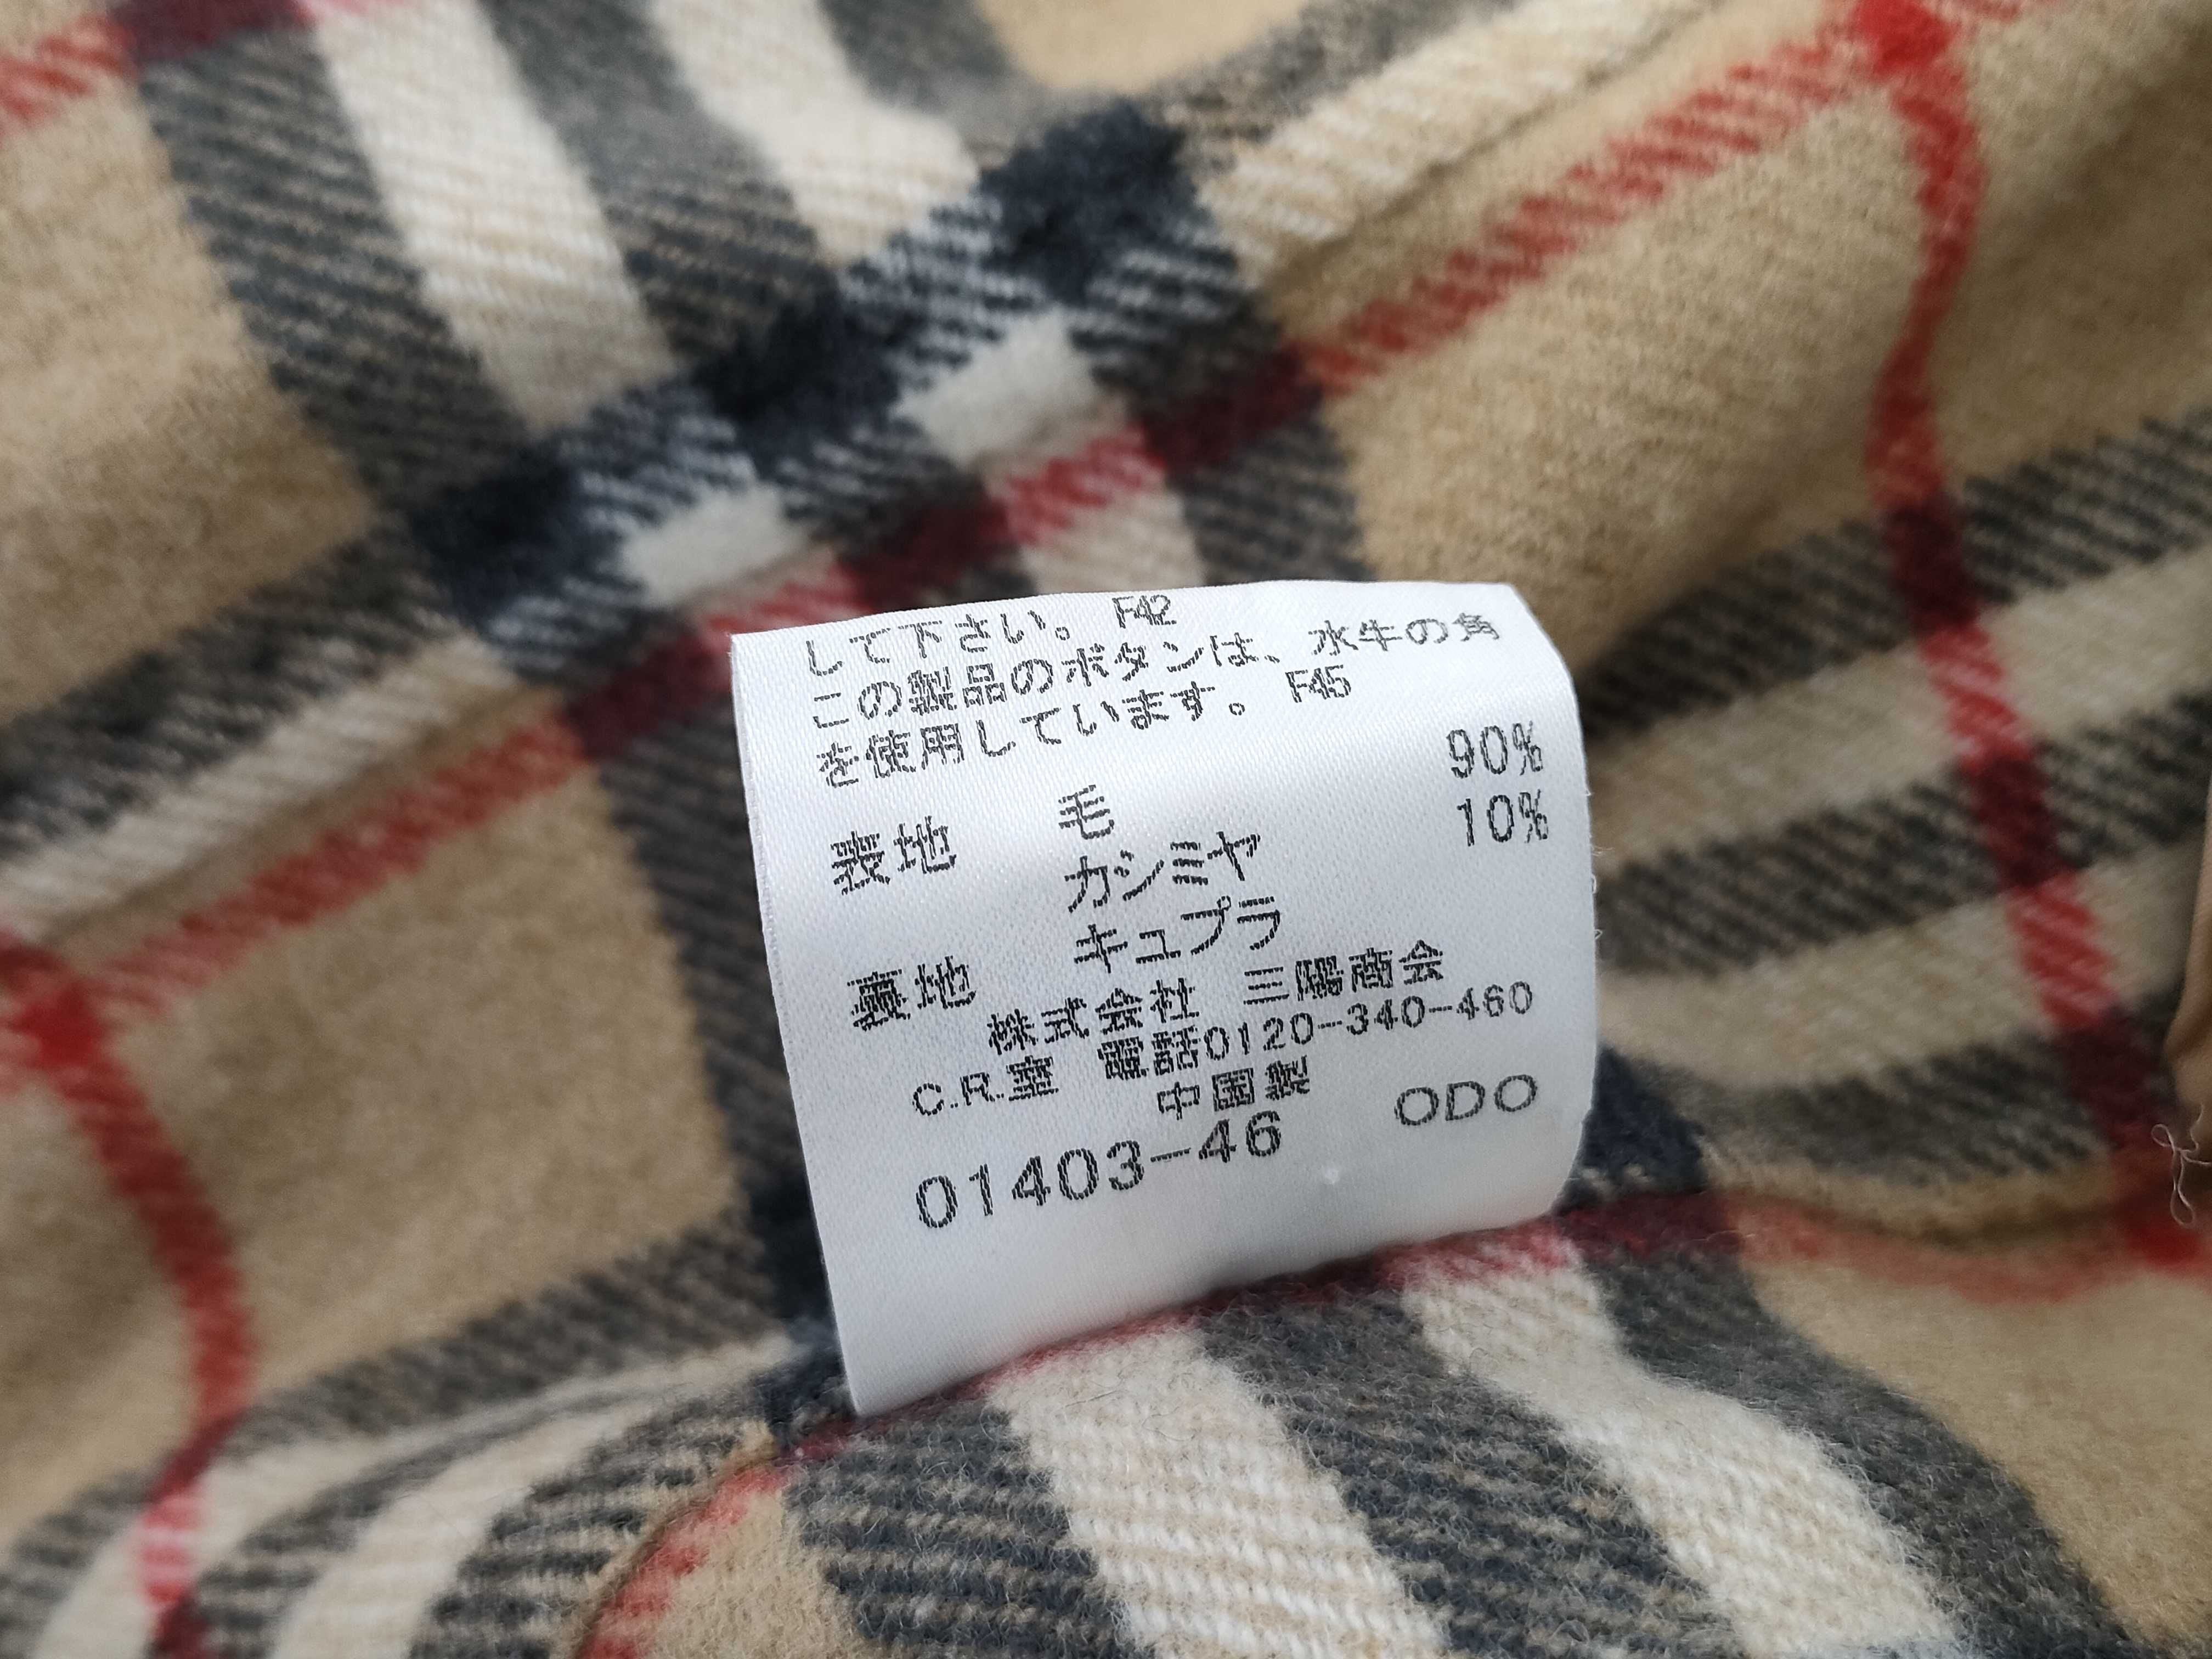 して下さい。 F42
この製品のボタンは、水牛の角
を使用しています。 F45
表地 毛 90%
カシミヤ 10%
裏地 キュプラ
株式会社 三陽商会
C.R.室 電話0120-340-460
中国製
01403-46 ODO